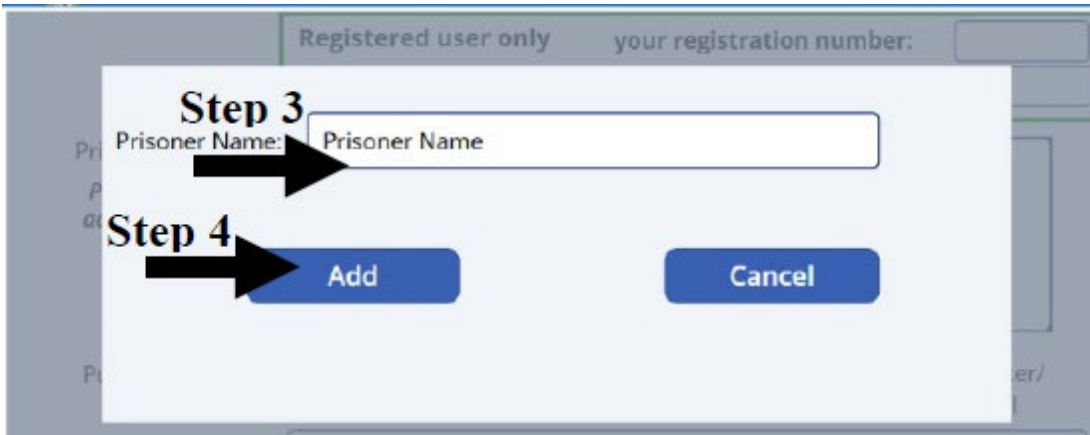 Registered user only your registration number:
Step 3
Prisoner Name: Prisoner Name
Step 4
Add Cancel